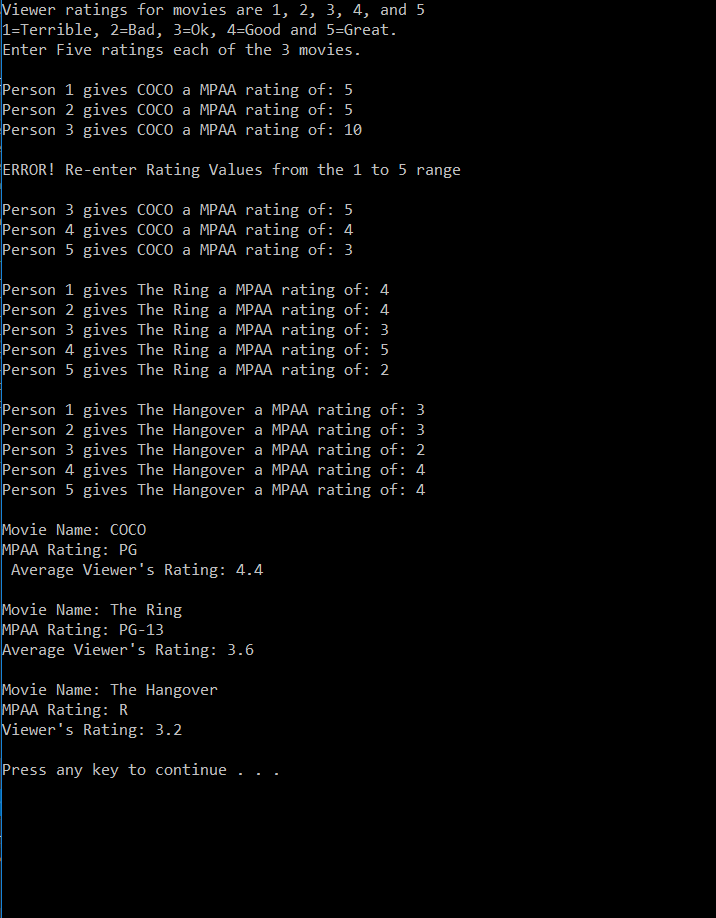 Viewer ratings for movies are 1, 2, 3, 4, and 5
1=Terrible, 2=Bad, 3=Ok, 4=Good and 5=Great.
Enter Five ratings each of the 3 movies.
Person 1 gives COCO a MPAA rating of: 5
Person 2 gives COCO a MPAA rating of: 5
Person 3 gives COCO a MPAA rating of: 10
ERROR! Re-enter Rating Values from the 1 to 5 range
Person 3 gives COCO a MPAA rating of: 5
Person 4 gives COCO a MPAA rating of: 4
Person 5 gives COCO a MPAA rating of: 3
Person 1 gives The Ring a MPAA rating of: 4
Person 2 gives The Ring a MPAA rating of: 4
Person 3 gives The Ring a MPAA rating of: 3
Person 4 gives The Ring a MPAA rating of: 5
Person 5 gives The Ring a MPAA rating of: 2
Person 1 gives The Hangover a MPAA rating of: 3
Person 2 gives The Hangover a MPAA rating of: 3
Person 3 gives The Hangover a MPAA rating of: 2
Person 4 gives The Hangover a MPAA rating of: 4
Person 5 gives The Hangover a MPAA rating of: 4
Movie Name: COCO
MPAA Rating: PG
Average Viewer's Rating: 4.4
Movie Name: The Ring
MPAA Rating: PG-13
Average Viewer's Rating: 3.6
Movie Name: The Hangover
MPAA Rating: R
Viewer's Rating: 3.2
Press any key to continue . . .